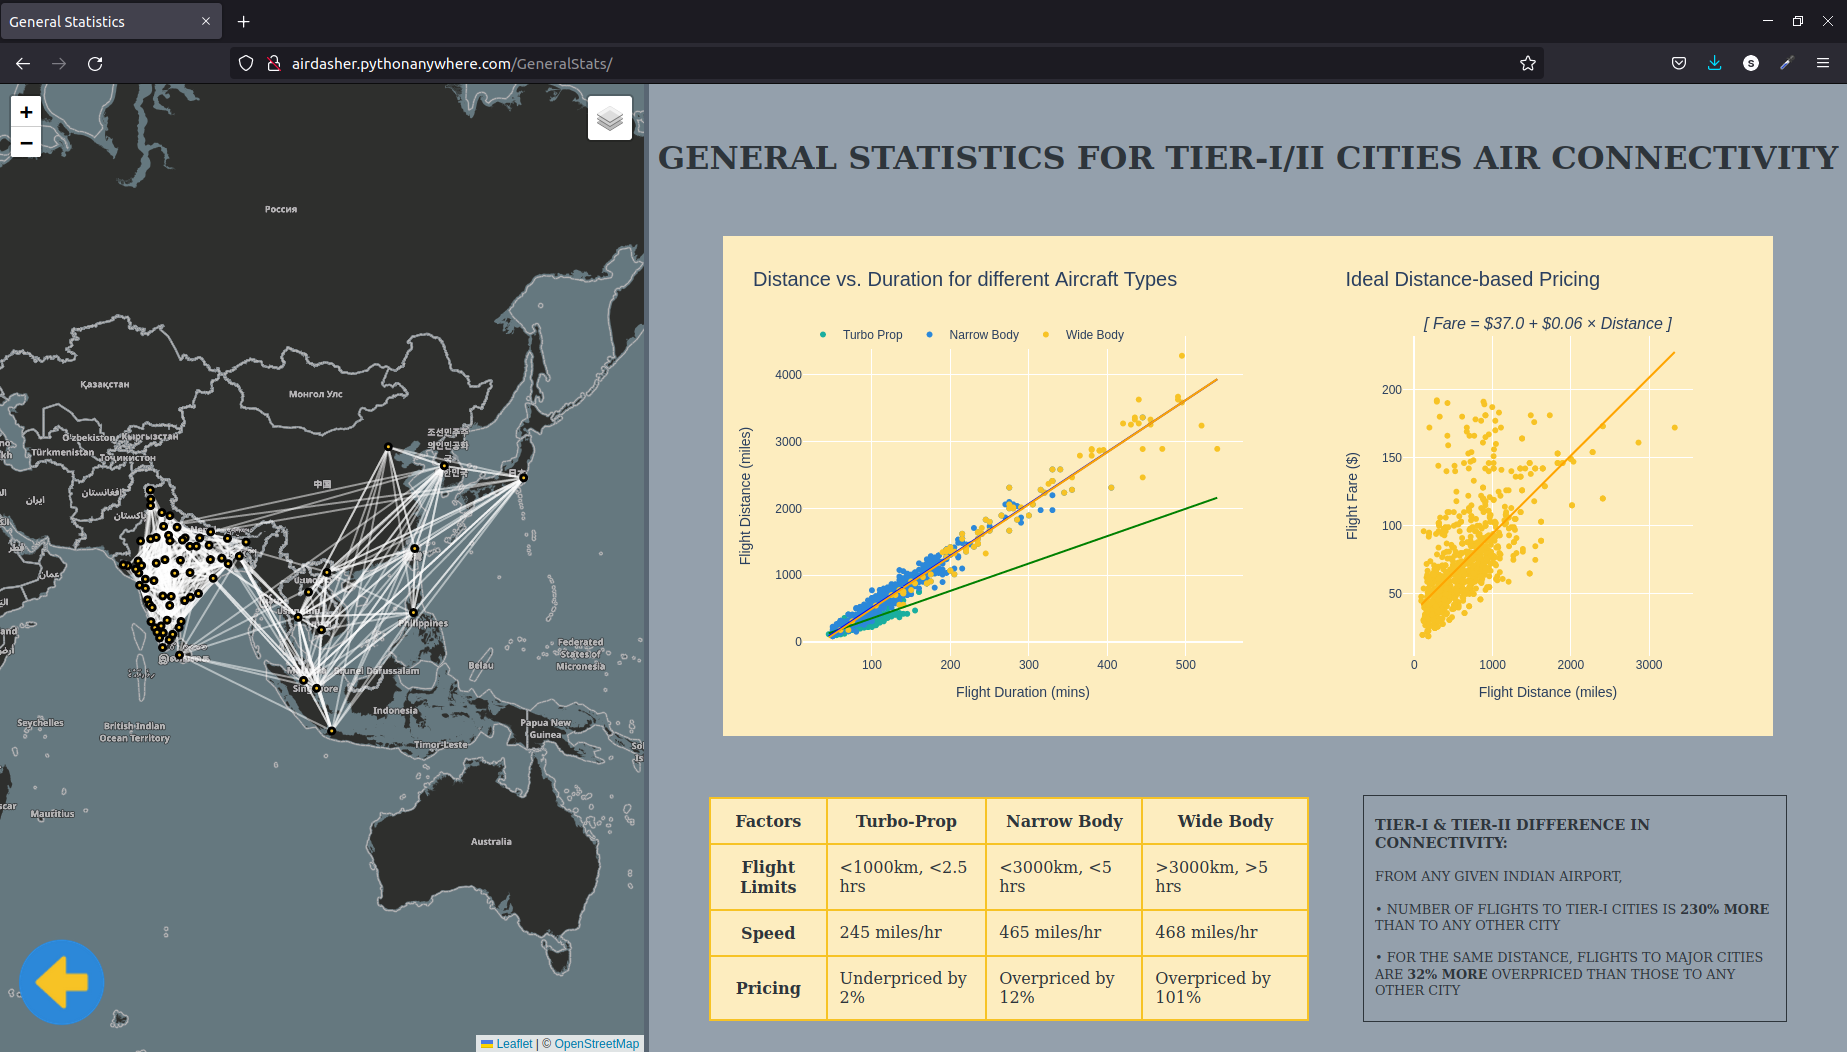 General Statistics
airdasher.pythonanywhere.com/GeneralStats/
S
+
−
Россия
Қазақстан
Монгол Улс
O'zbekiston
Кыргызстан
Türkmenistan
Тоҷикистон
افغانستان
ایران
پاکستان
عمان
中国
조선민주주
의인민공화
국
한민국
日本
Philippines
Federated
States of
Micronesia
Belau
Brunei Darussalam
Singapore
Indonesia
Papua New
Guinea
Timor-Leste
Seychelles
British Indian
Ocean Territory
Mauritius
Australia
Leaflet | © OpenStreetMap
GENERAL STATISTICS FOR TIER-I/II CITIES AIR CONNECTIVITY
Distance vs. Duration for different Aircraft Types
Turbo Prop
Narrow Body
Wide Body
4000
3000
2000
1000
0
Flight Distance (miles)
100
200
300
400
500
Flight Duration (mins)
Ideal Distance-based Pricing
[ Fare = $37.0 + $0.06 × Distance ]
200
150
100
50
Flight Fare ($)
0
1000
2000
3000
Flight Distance (miles)
Factors
Turbo-Prop
Narrow Body
Wide Body
Flight
Limits
<1000km, <2.5
hrs
<3000km, <5
hrs
>3000km, >5
hrs
Speed
245 miles/hr
465 miles/hr
468 miles/hr
Pricing
Underpriced by
2%
Overpriced by
12%
Overpriced by
101%
TIER-I & TIER-II DIFFERENCE IN
CONNECTIVITY:
FROM ANY GIVEN INDIAN AIRPORT,
• NUMBER OF FLIGHTS TO TIER-I CITIES IS 230% MORE
THAN TO ANY OTHER CITY
• FOR THE SAME DISTANCE, FLIGHTS TO MAJOR CITIES
ARE 32% MORE OVERPRICED THAN THOSE TO ANY
OTHER CITY